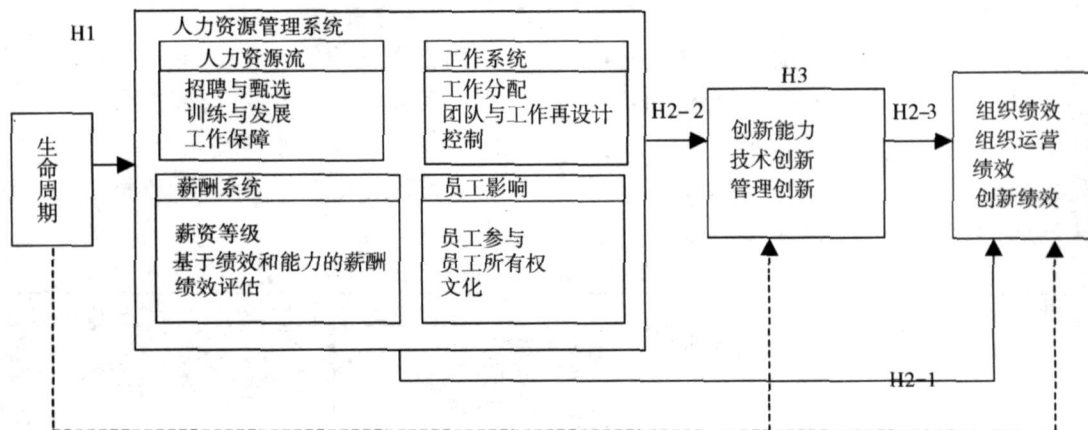 H1
人力资源管理系统
人力资源流
招聘与甄选
训练与发展
工作保障
工作系统
工作分配
团队与工作再设计
控制
薪酬系统
薪资等级
基于绩效和能力的薪酬
绩效评估
员工影响
员工参与
员工所有权
文化
生命周期
H2-2
H3
创新能力
技术创新
管理创新
H2-3
组织绩效
组织运营
绩效
创新绩效
H2-1